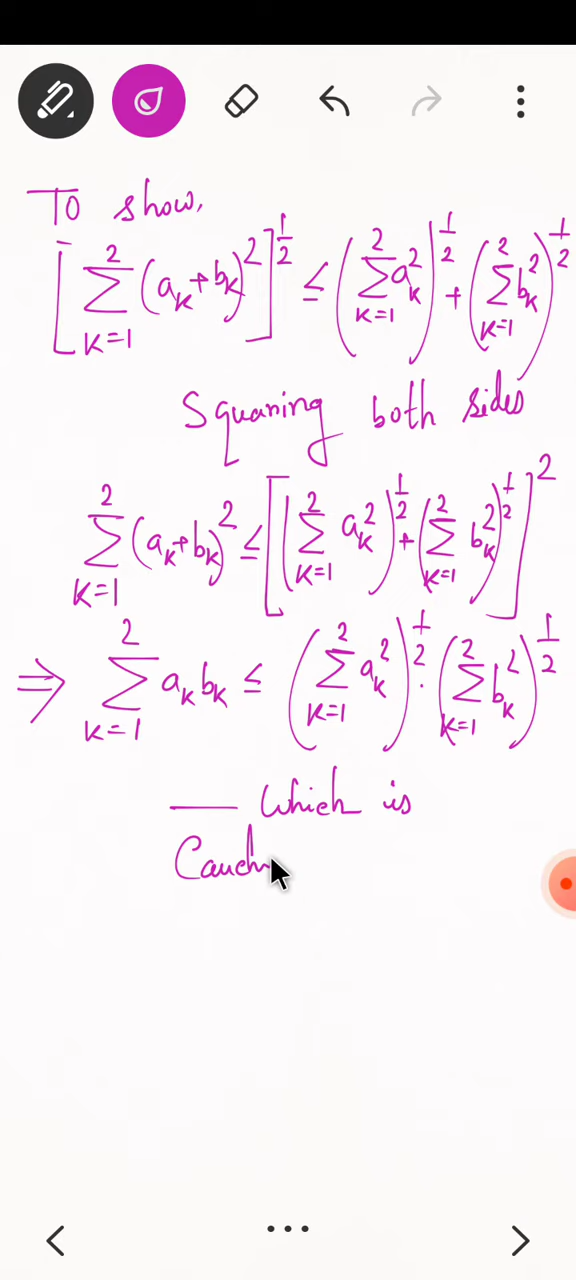 To show,
[∑_{K=1}^{2} (a_K+b_K)^2]^{1/2} ≤ (∑_{K=1}^{2} a_K^2)^{1/2} + (∑_{K=1}^{2} b_K^2)^{1/2}
Squaring both sides
∑_{K=1}^{2} (a_K+b_K)^2 ≤ [(∑_{K=1}^{2} a_K^2)^{1/2} + (∑_{K=1}^{2} b_K^2)^{1/2}]^2
⇒ ∑_{K=1}^{2} a_K b_K ≤ (∑_{K=1}^{2} a_K^2)^{1/2} · (∑_{K=1}^{2} b_K^2)^{1/2}
— Which is
Cauch